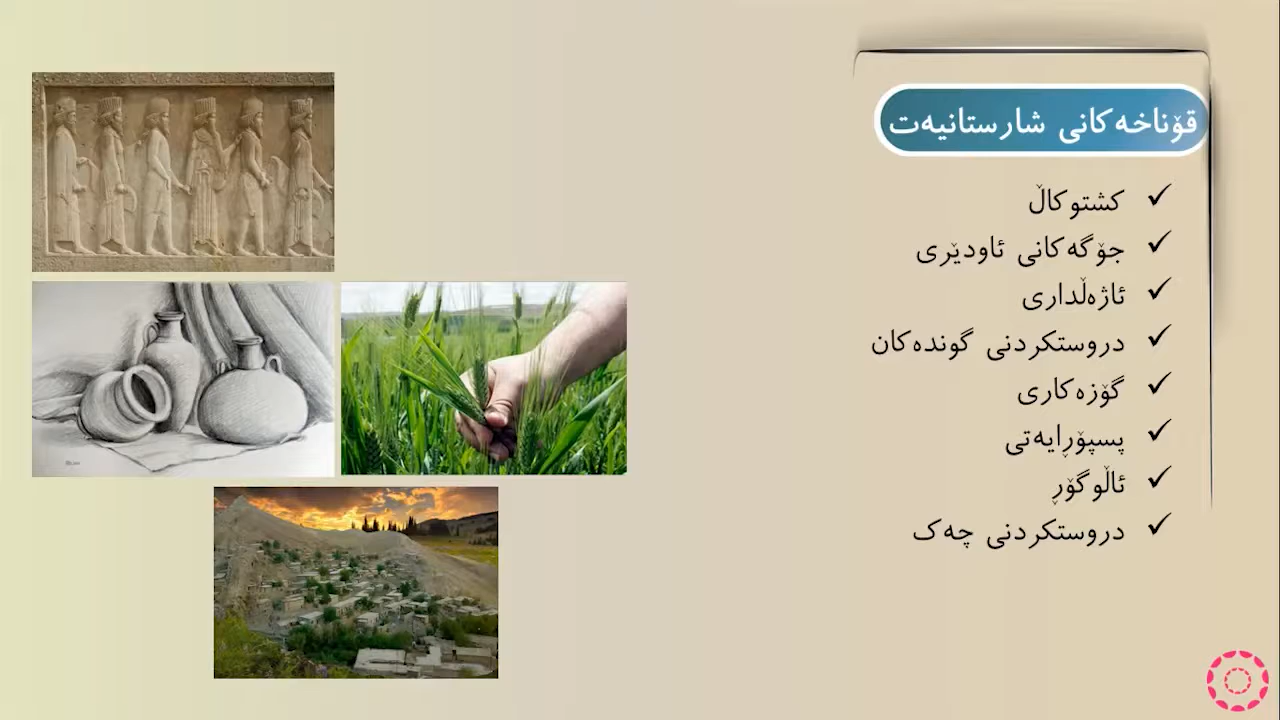 قۆناخەکانی شارستانیەت
کشتوکاڵ
جۆگەکانی ئاودێری
ئاژەڵداری
دروستکردنی گوندەکان
گۆزەکاری
پسپۆڕایەتی
ئاڵوگۆڕ
دروستکردنی چەک